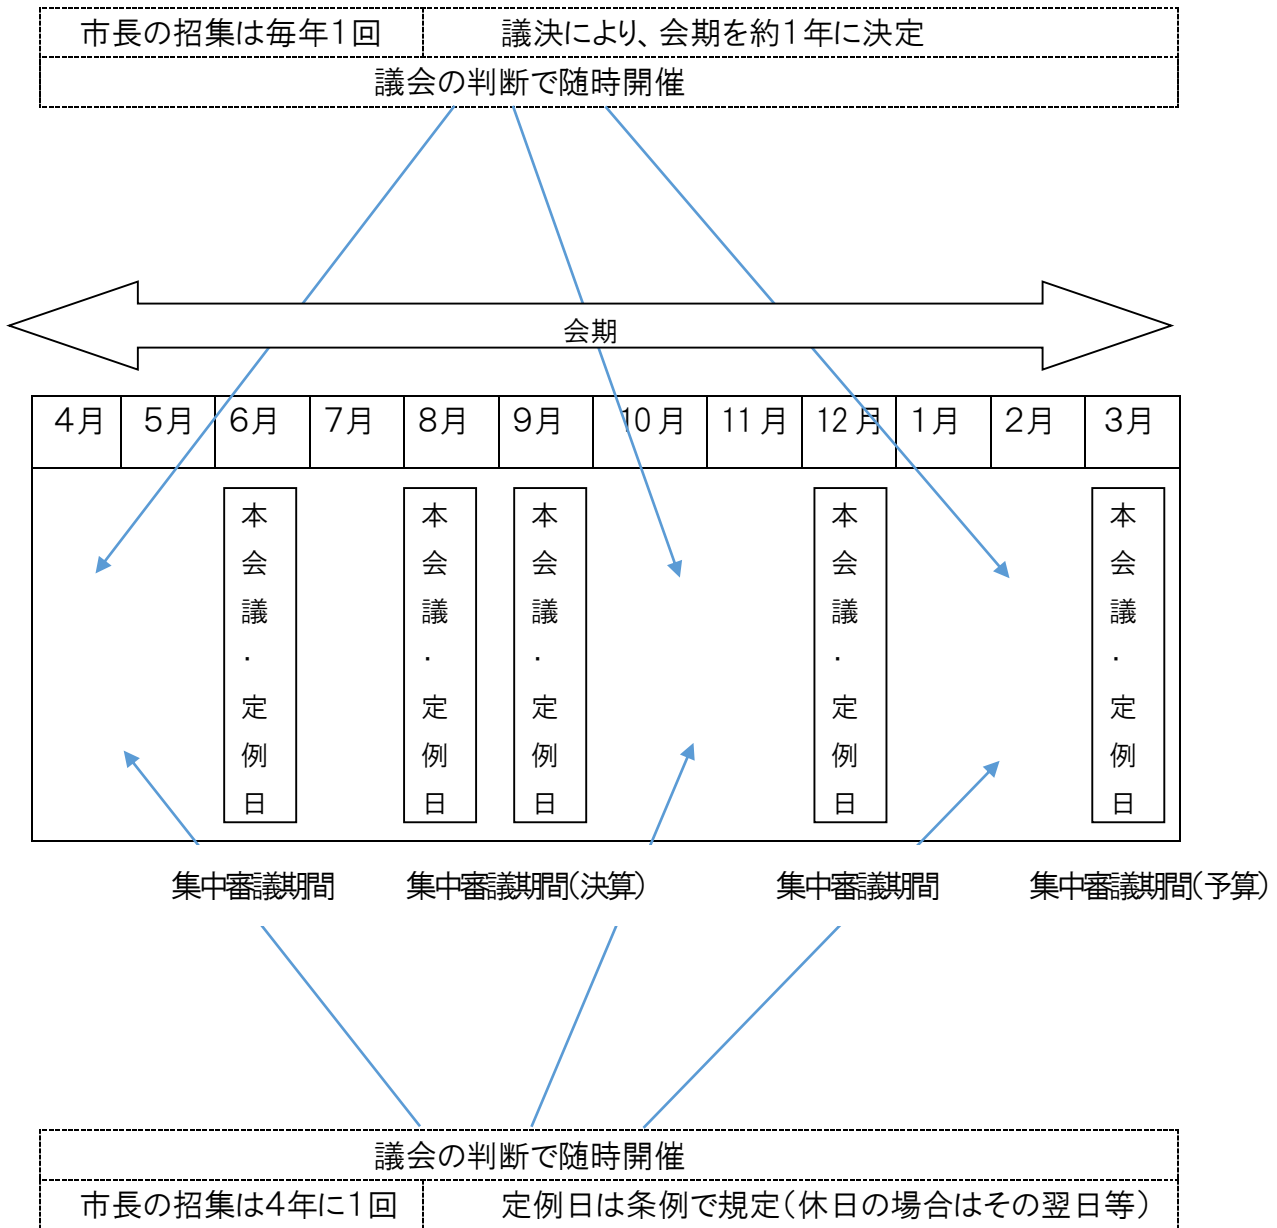 市長の招集は毎年１回 議決により、会期を約１年に決定
議会の判断で随時開催
会期
4月 5月 6月 7月 8月 9月 10月 11月 12月 1月 2月 3月
本会議・定例日
本会議・定例日
本会議・定例日
本会議・定例日
本会議・定例日
集中審議期間 集中審議期間(決算) 集中審議期間 集中審議期間(予算)
議会の判断で随時開催
市長の招集は4年に１回 定例日は条例で規定(休日の場合はその翌日等)